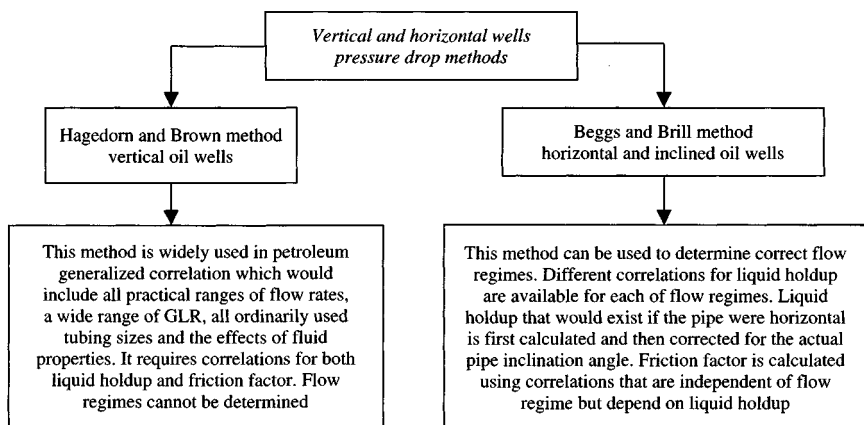 Vertical and horizontal wells
pressure drop methods
Hagedorn and Brown method
vertical oil wells
Beggs and Brill method
horizontal and inclined oil wells
This method is widely used in petroleum
generalized correlation which would
include all practical ranges of flow rates,
a wide range of GLR, all ordinarily used
tubing sizes and the effects of fluid
properties. It requires correlations for both
liquid holdup and friction factor. Flow
regimes cannot be determined
This method can be used to determine correct flow
regimes. Different correlations for liquid holdup
are available for each of flow regimes. Liquid
holdup that would exist if the pipe were horizontal
is first calculated and then corrected for the actual
pipe inclination angle. Friction factor is calculated
using correlations that are independent of flow
regime but depend on liquid holdup